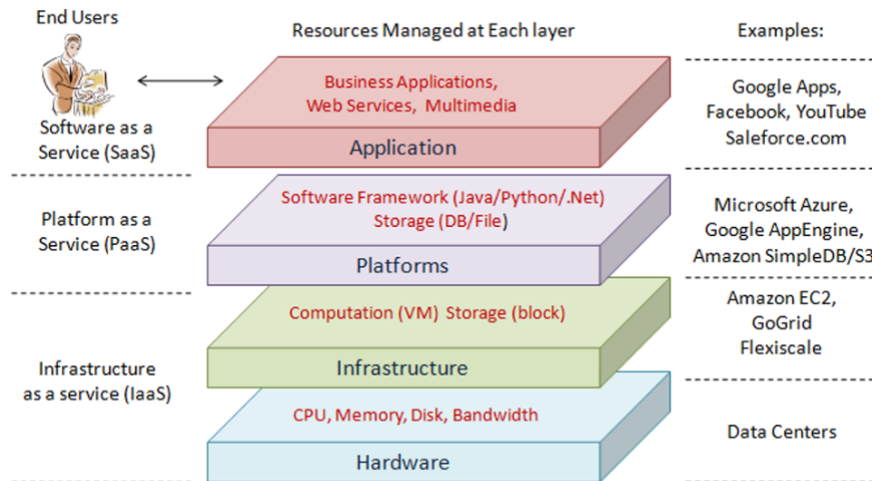 End Users
Resources Managed at Each layer
Examples:
Business Applications,
Web Services, Multimedia
Application
Software as a
Service (SaaS)
Google Apps,
Facebook, YouTube
Saleforce.com
Software Framework (Java/Python/.Net)
Storage (DB/File)
Platforms
Platform as a
Service (PaaS)
Microsoft Azure,
Google AppEngine,
Amazon SimpleDB/S3
Computation (VM) Storage (block)
Infrastructure
Amazon EC2,
GoGrid
Flexiscale
Infrastructure
as a service (IaaS)
CPU, Memory, Disk, Bandwidth
Hardware
Data Centers